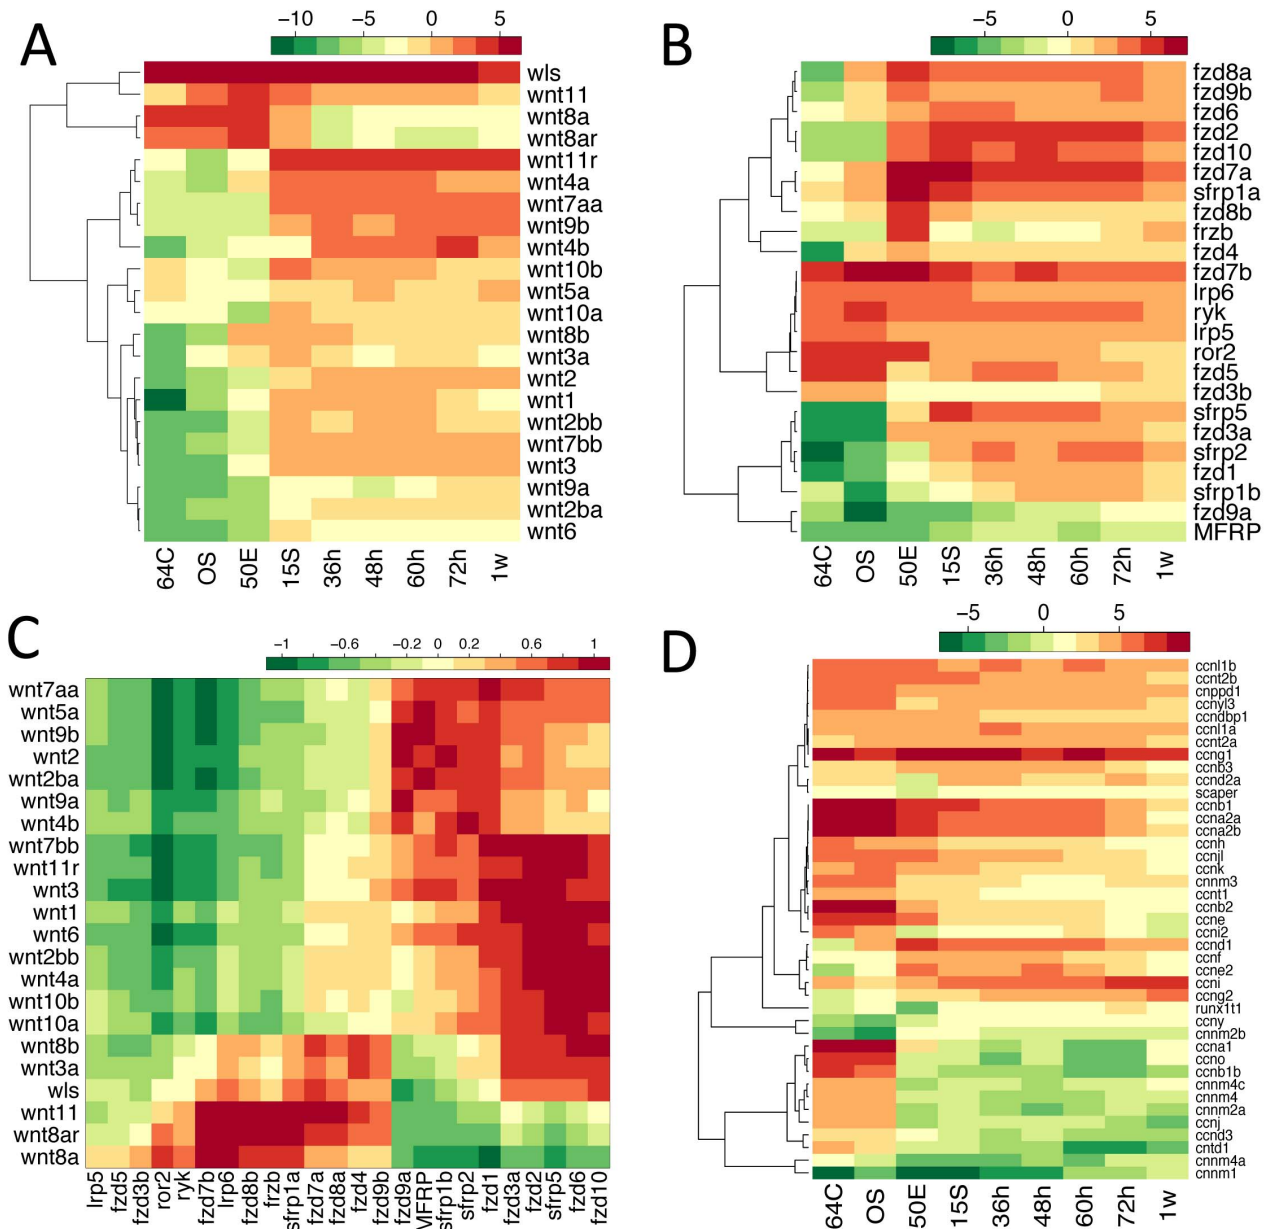 A
−10 −5 0 5
wls
wnt11
wnt8a
wnt8ar
wnt11r
wnt4a
wnt7aa
wnt9b
wnt4b
wnt10b
wnt5a
wnt10a
wnt8b
wnt3a
wnt2
wnt1
wnt2bb
wnt7bb
wnt3
wnt9a
wnt2ba
wnt6
64C OS 50E 15S 36h 48h 60h 72h 1w
B
−5 0 5
fzd8a
fzd9b
fzd6
fzd2
fzd10
fzd7a
sfrp1a
fzd8b
frzb
fzd4
fzd7b
lrp6
ryk
lrp5
ror2
fzd5
fzd3b
sfrp5
fzd3a
sfrp2
fzd1
sfrp1b
fzd9a
MFRP
64C OS 50E 15S 36h 48h 60h 72h 1w
C
−1 −0.6 −0.2 0.2 0.6 1
wnt7aa
wnt5a
wnt9b
wnt2
wnt2ba
wnt9a
wnt4b
wnt7bb
wnt11r
wnt3
wnt1
wnt6
wnt2bb
wnt4a
wnt10b
wnt10a
wnt8b
wnt3a
wls
wnt11
wnt8ar
wnt8a
lrp5 fzd5 fzd3b ror2 ryk fzd7b lrp6 fzd8b frzb sfrp1a fzd7a fzd8a fzd4 fzd9b fzd9a MFRP sfrp1b sfrp2 fzd1 fzd3a fzd2 sfrp5 fzd6 fzd10
D
−5 0 5
ccnl1b
ccnt2b
cnppd1
ccnyl3
ccndbp1
ccnl1a
ccnt2a
ccng1
ccnb3
ccnd2a
scaper
ccnb1
ccna2a
ccna2b
ccnh
ccnjl
ccnk
cnnm3
ccnt1
ccnb2
ccne
ccni2
ccnd1
ccnf
ccne2
ccni
ccng2
runx1t1
ccny
cnnm2b
ccna1
ccno
ccnb1b
cnnm4c
cnnm4
cnnm2a
ccnj
ccnd3
cntd1
cnnm4a
cnnm1
64C OS 50E 15S 36h 48h 60h 72h 1w